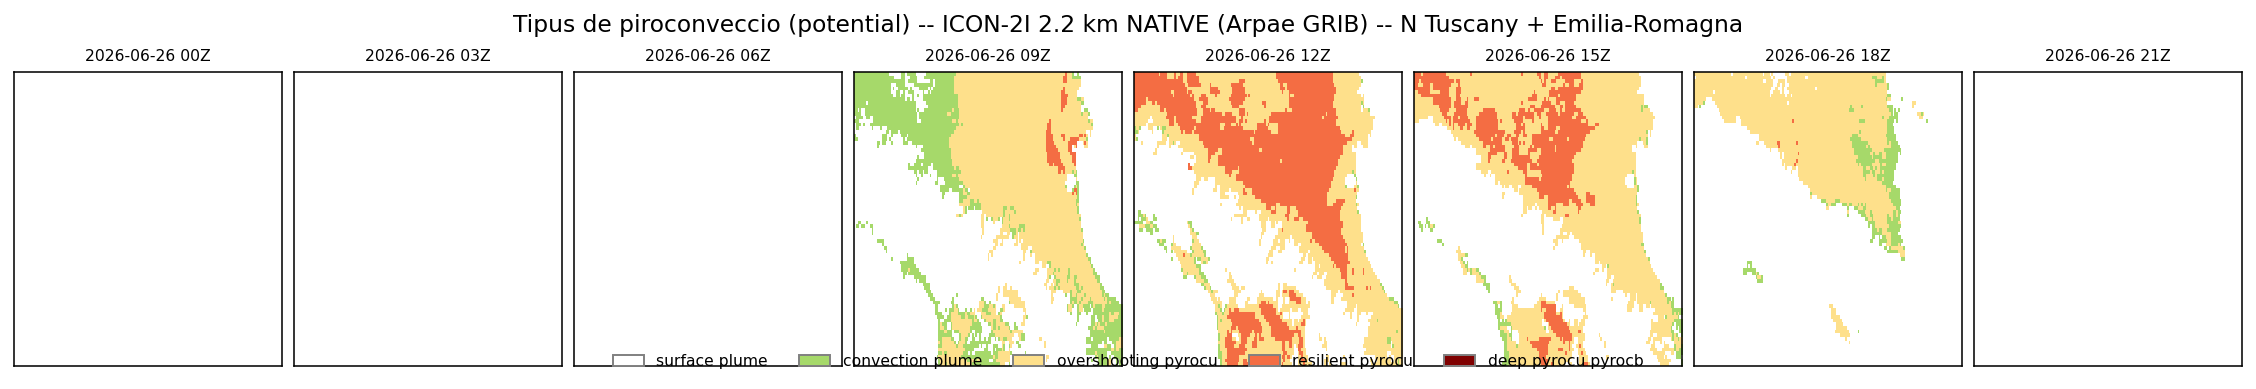 Tipus de piroconveccio (potential) -- ICON-2I 2.2 km NATIVE (Arpae GRIB) -- N Tuscany + Emilia-Romagna
2026-06-26 00Z
2026-06-26 03Z
2026-06-26 06Z
2026-06-26 09Z
2026-06-26 12Z
2026-06-26 15Z
2026-06-26 18Z
2026-06-26 21Z
surface plume
convection plume
overshooting pyrocu
resilient pyrocu
deep pyrocu pyrocb